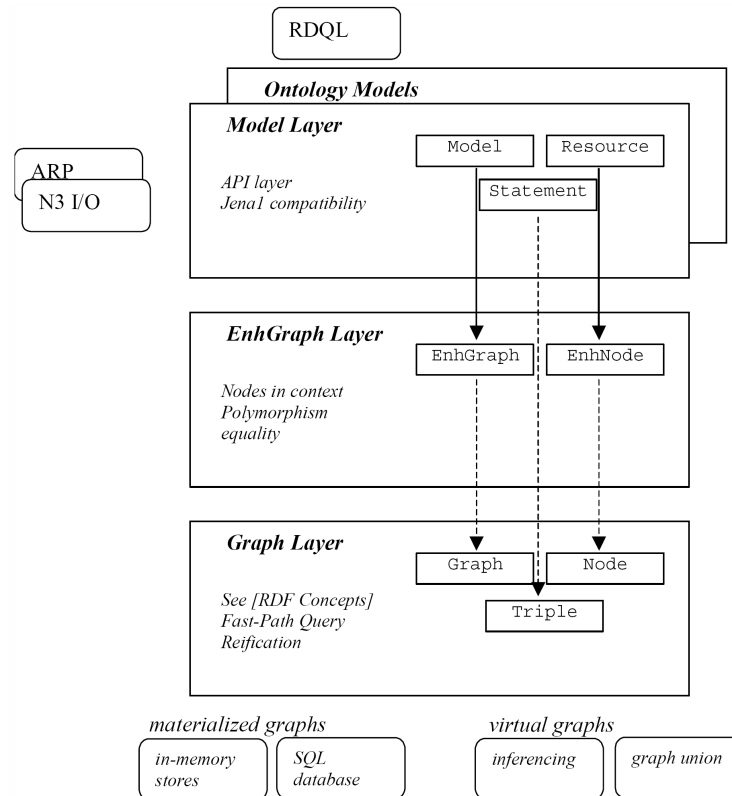 RDQL
Ontology Models
Model Layer
Model
Resource
Statement
API layer
Jena1 compatibility
ARP
N3 I/O
EnhGraph Layer
EnhGraph
EnhNode
Nodes in context
Polymorphism
equality
Graph Layer
Graph
Node
Triple
See [RDF Concepts]
Fast-Path Query
Reification
materialized graphs
virtual graphs
in-memory
stores
SQL
database
inferencing
graph union